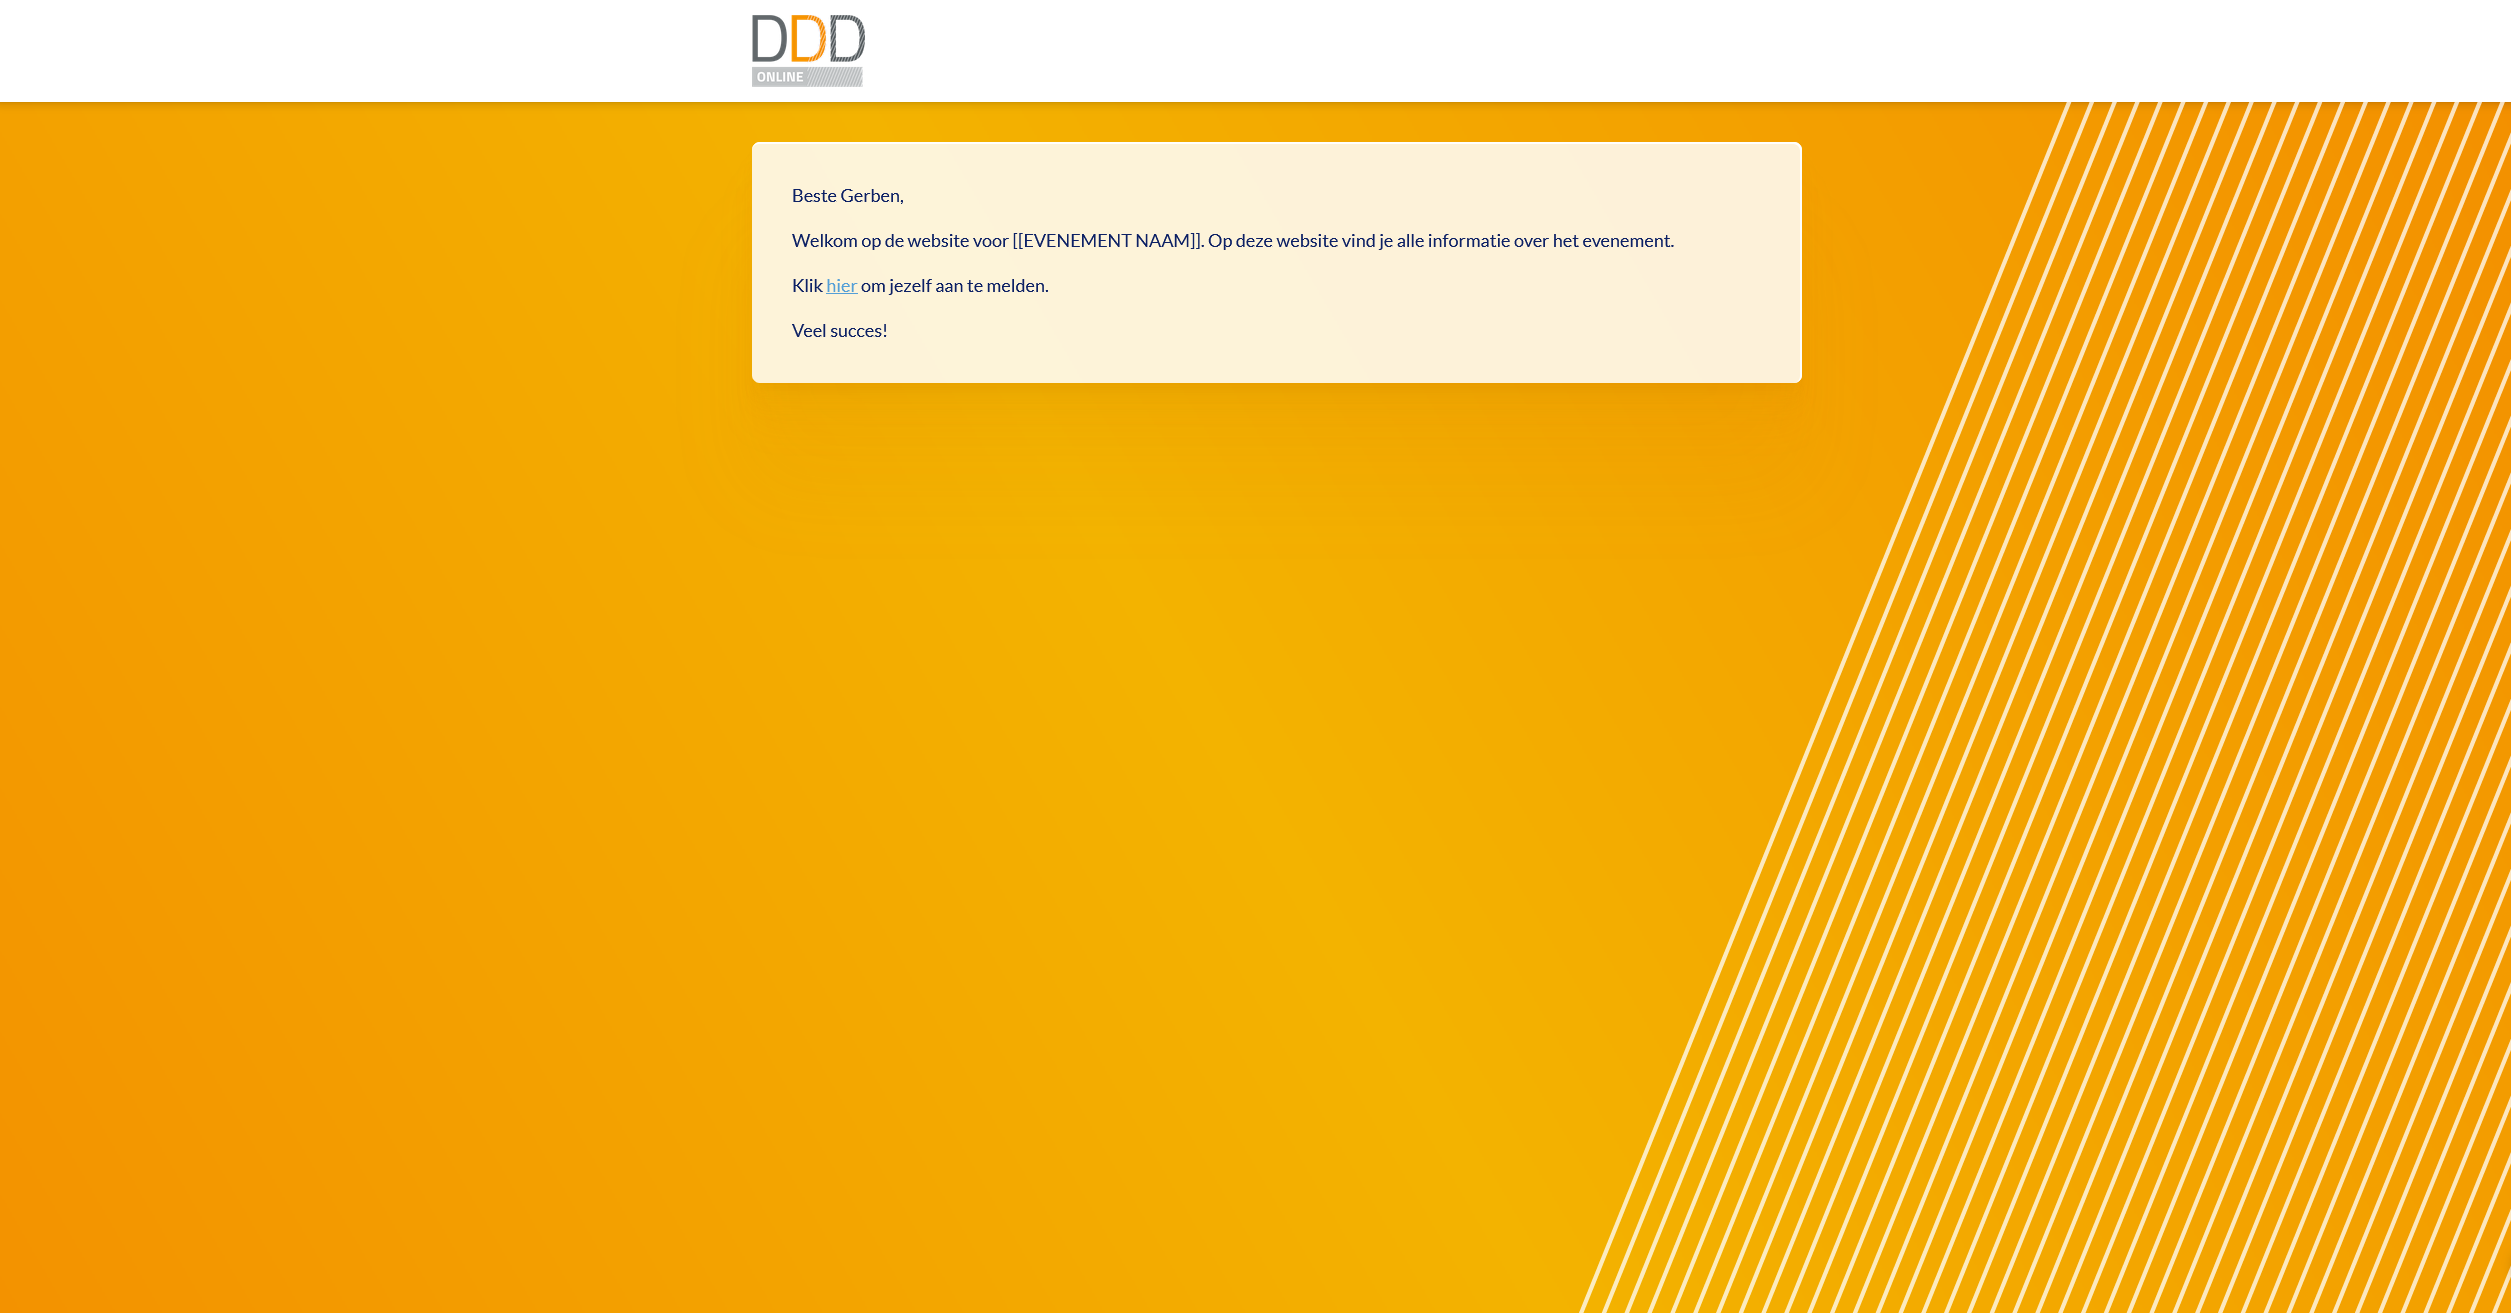 DDD
ONLINE
Beste Gerben,
Welkom op de website voor [[EVENEMENT NAAM]]. Op deze website vind je alle informatie over het evenement.
Klik hier om jezelf aan te melden.
Veel succes!